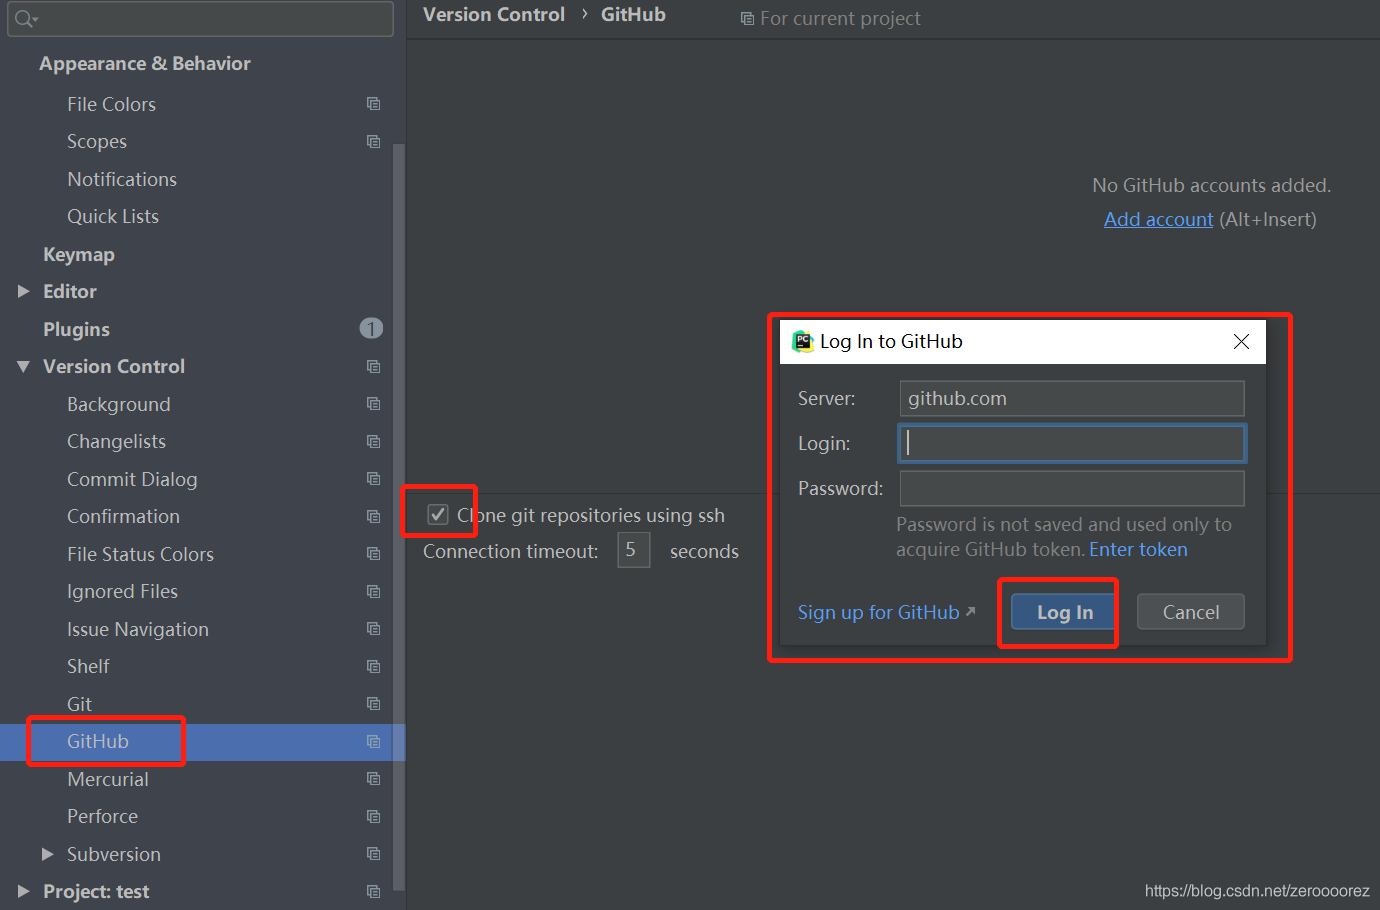 Version Control › GitHub
For current project
Appearance & Behavior
File Colors
Scopes
Notifications
Quick Lists
Keymap
Editor
Plugins
1
Version Control
Background
Changelists
Commit Dialog
Confirmation
File Status Colors
Ignored Files
Issue Navigation
Shelf
Git
GitHub
Mercurial
Perforce
Subversion
Project: test
No GitHub accounts added.
Add account (Alt+Insert)
Clone git repositories using ssh
Connection timeout: 5 seconds
PC
Log In to GitHub
Server: github.com
Login:
Password:
Password is not saved and used only to
acquire GitHub token. Enter token
Sign up for GitHub
Log In
Cancel
https://blog.csdn.net/zeroooorez